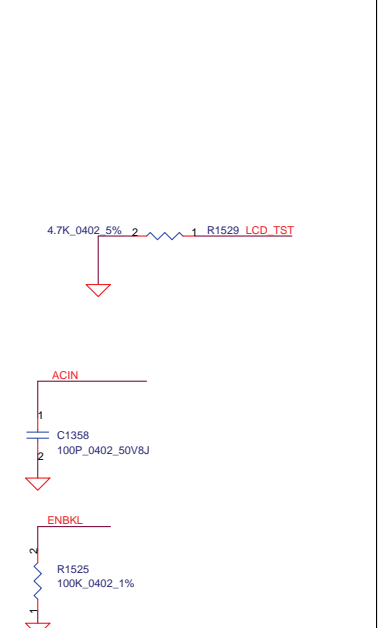 4.7K_0402_5% 2 1 R1529 LCD_TST
ACIN
1
C1358
100P_0402_50V8J
2
ENBKL
2
R1525
100K_0402_1%
1